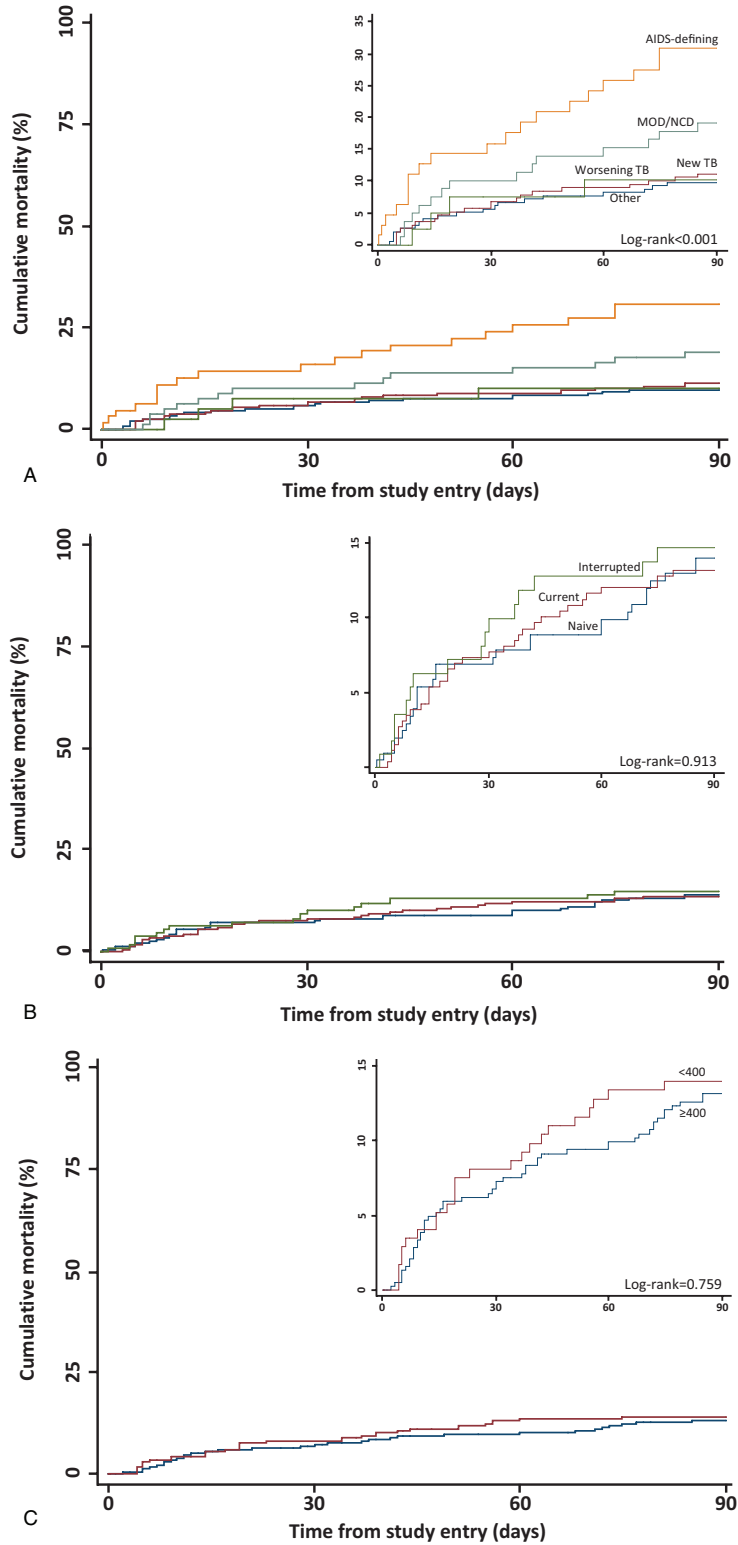 Cumulative mortality (%)
100
75
50
25
0
35
30
25
20
15
10
5
0
AIDS-defining
MOD/NCD
Worsening TB
New TB
Other
Log-rank<0.001
0 30 60 90
0 30 60 90
Time from study entry (days)
A
Cumulative mortality (%)
100
75
50
25
0
15
10
5
Interrupted
Current
Naive
Log-rank=0.913
0 30 60 90
0 30 60 90
Time from study entry (days)
B
Cumulative mortality (%)
100
75
50
25
0
15
10
5
0
<400
≥400
Log-rank=0.759
0 30 60 90
0 30 60 90
Time from study entry (days)
C